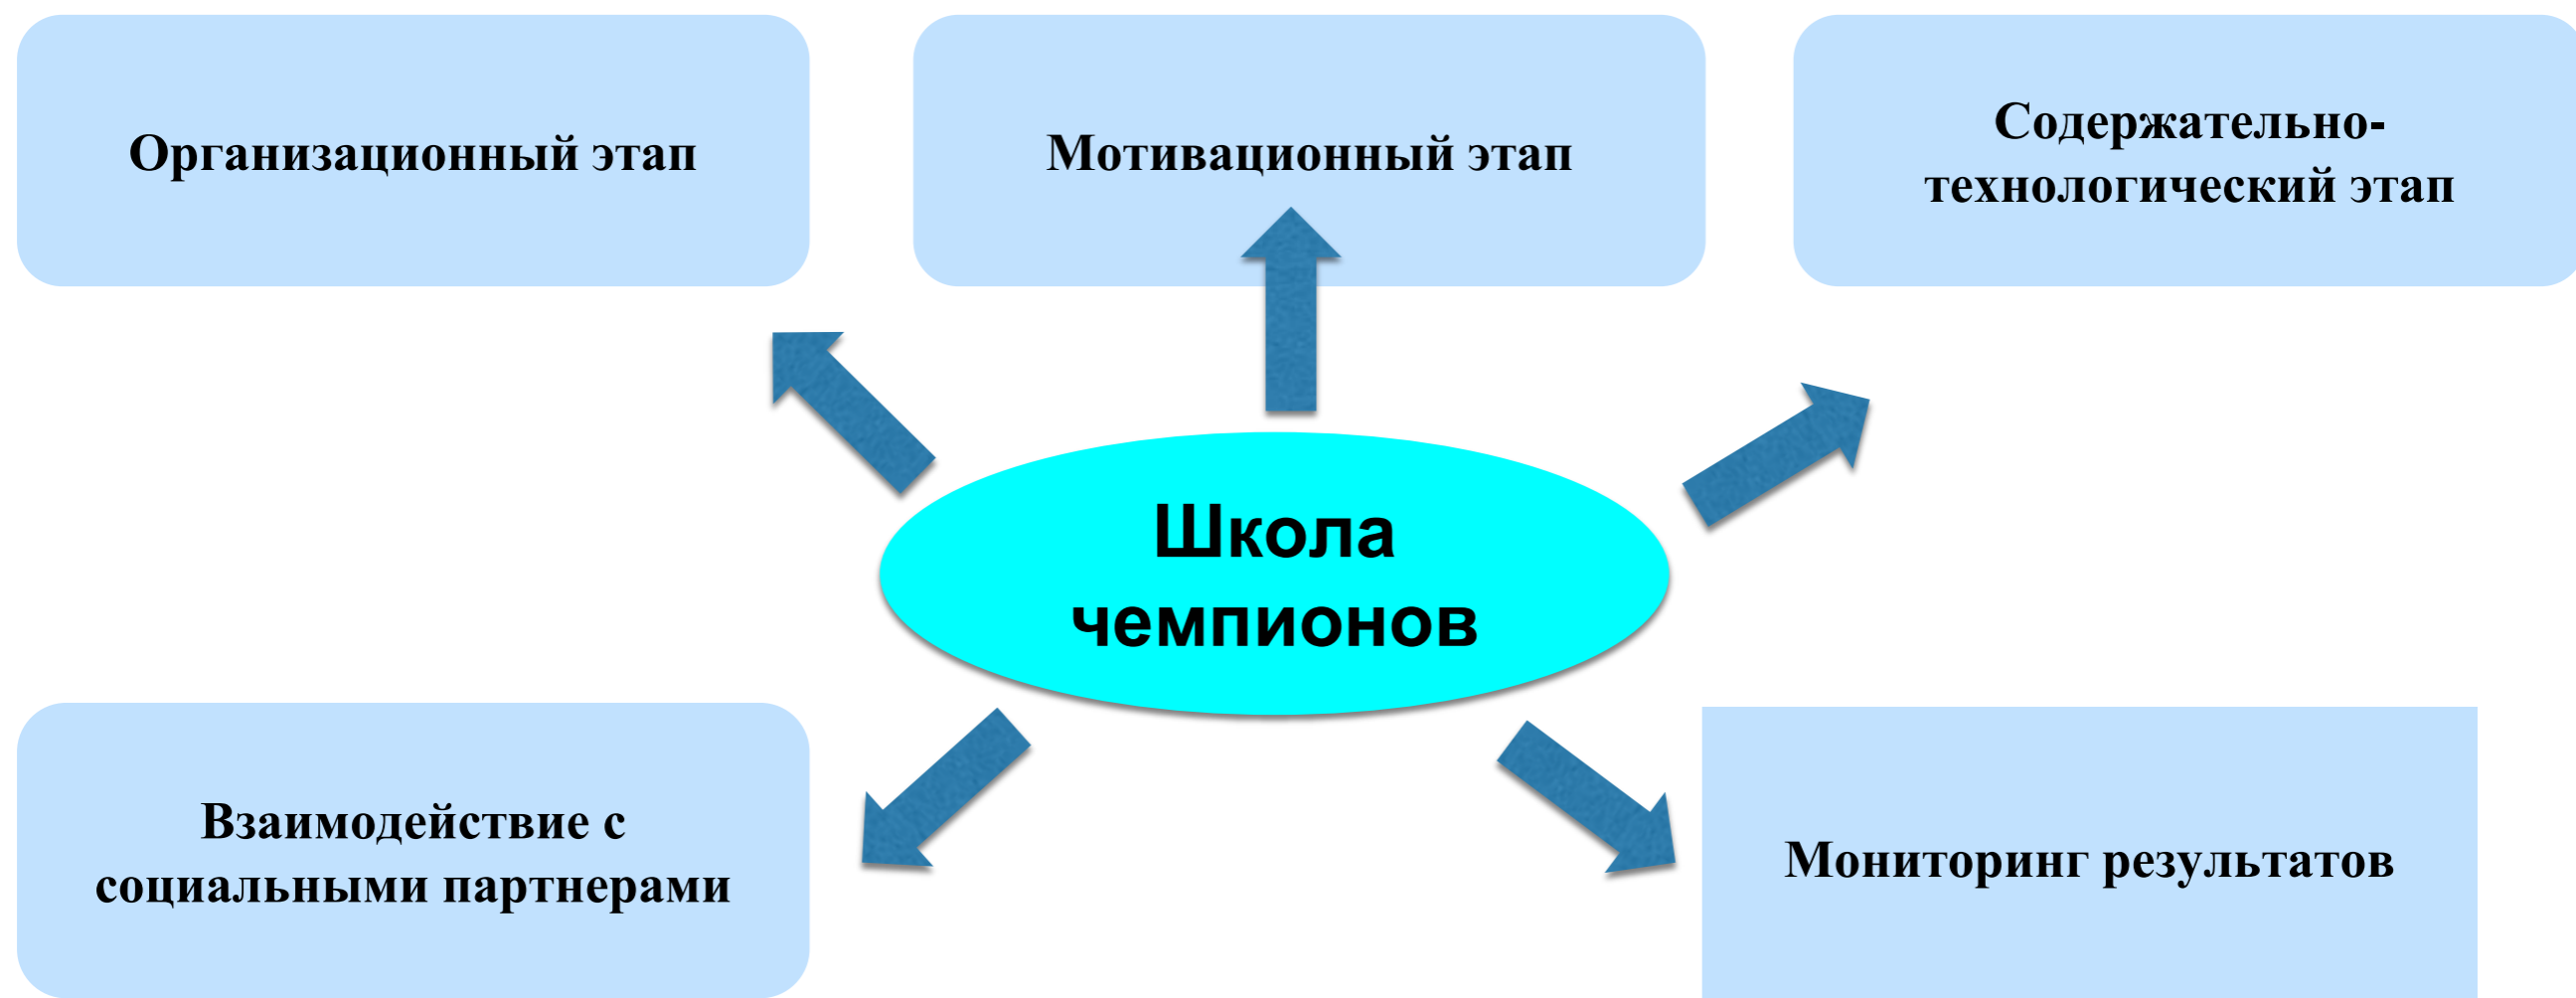 Организационный этап
Мотивационный этап
Содержательно-
технологический этап
Школа
чемпионов
Взаимодействие с
социальными партнерами
Мониторинг результатов